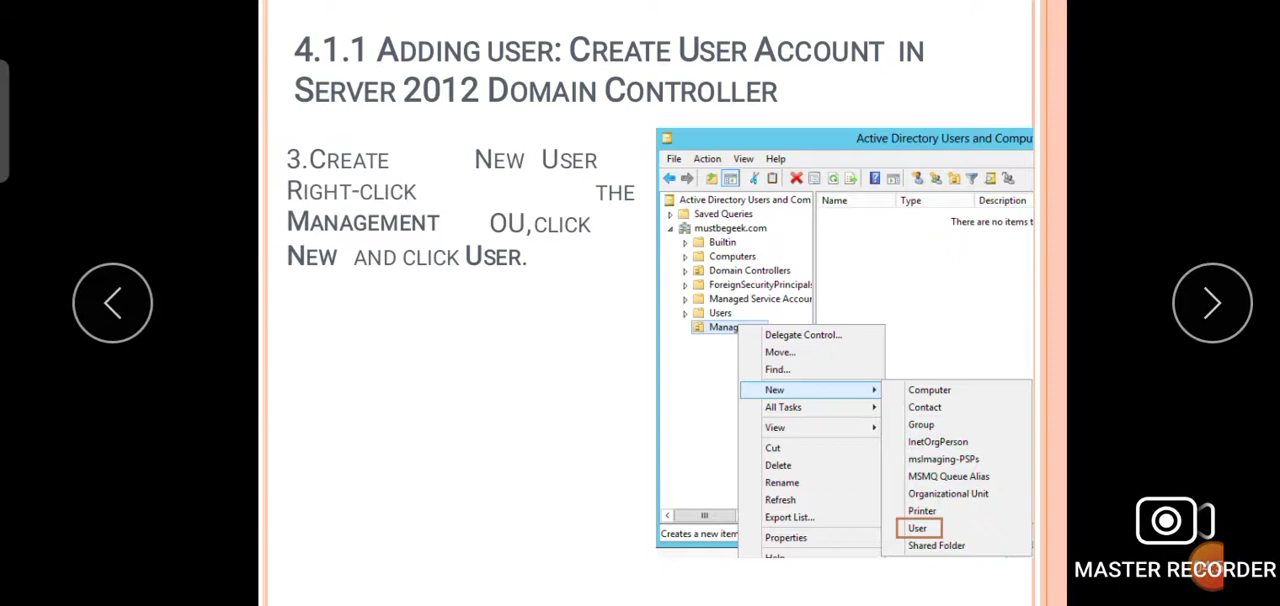 4.1.1 ADDING USER: CREATE USER ACCOUNT IN
SERVER 2012 DOMAIN CONTROLLER
3.CREATE NEW USER
RIGHT-CLICK THE
MANAGEMENT OU, CLICK
NEW AND CLICK USER.
Active Directory Users and Compu
File Action View Help
Active Directory Users and Com
Saved Queries
mustbegeek.com
Builtin
Computers
Domain Controllers
ForeignSecurityPrincipals
Managed Service Accour
Users
Manag
Name Type Description
There are no items t
Delegate Control...
Move...
Find...
New
All Tasks
View
Cut
Delete
Rename
Refresh
Export List...
Properties
Help
Computer
Contact
Group
InetOrgPerson
msImaging-PSPs
MSMQ Queue Alias
Organizational Unit
Printer
User
Shared Folder
Creates a new item
MASTER RECORDER